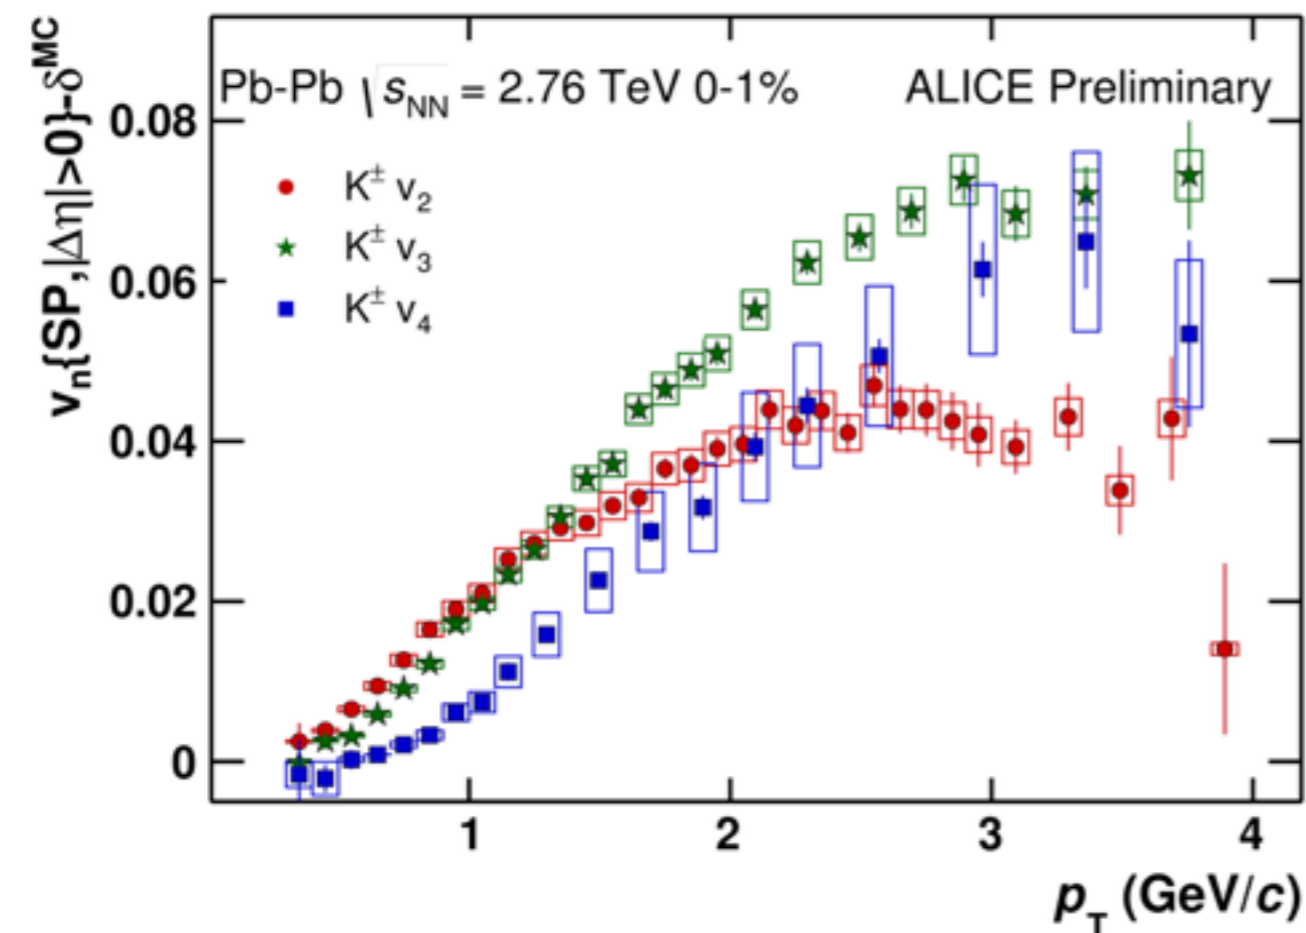 vn{SP,|Δη|>0}-δMC
Pb-Pb √sNN = 2.76 TeV 0-1% ALICE Preliminary
K± v2
K± v3
K± v4
0.08
0.06
0.04
0.02
0
1 2 3 4
pT (GeV/c)